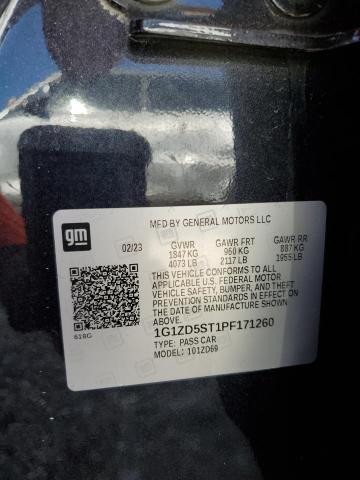 gm
MFD BY GENERAL MOTORS LLC
02/23 GVWR GAWR FRT GAWR RR
1847 KG 960 KG 887 KG
4073 LB 2117 LB 1955 LB
THIS VEHICLE CONFORMS TO ALL
APPLICABLE U.S. FEDERAL MOTOR
VEHICLE SAFETY, BUMPER, AND THEFT
PREVENTION STANDARDS IN EFFECT ON
THE DATE OF MANUFACTURE SHOWN
ABOVE.
1G1ZD5ST1PF171260
TYPE: PASS CAR
MODEL: 101ZD69
618G